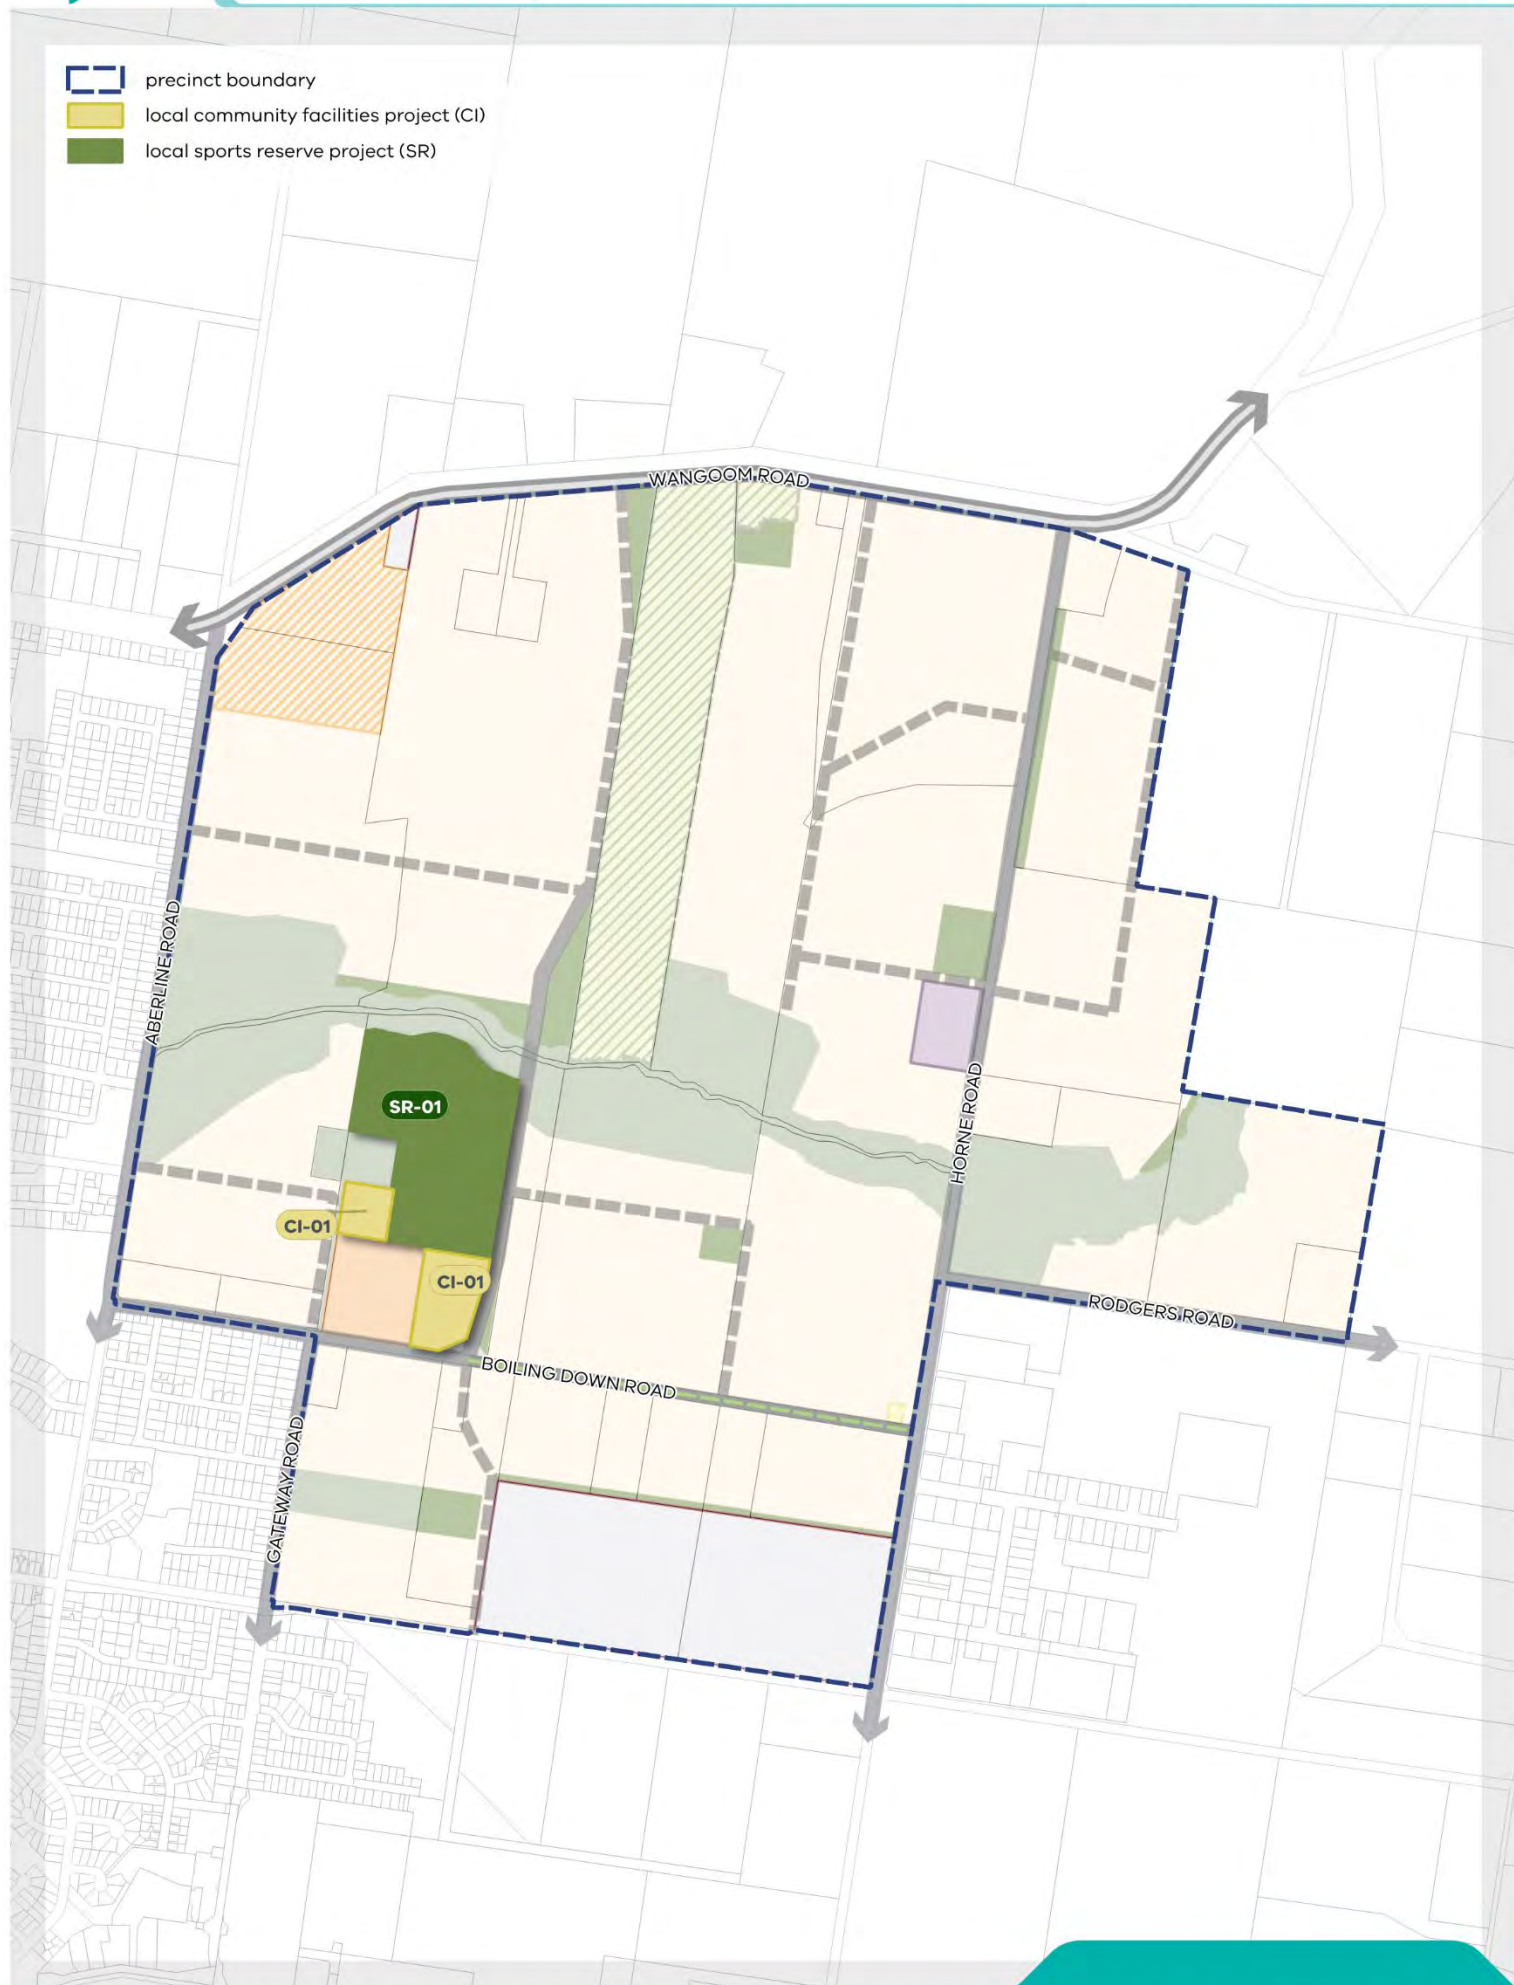 precinct boundary
local community facilities project (CI)
local sports reserve project (SR)
WANGOOM ROAD
ABERLINE ROAD
SR-01
HORNE ROAD
CI-01
CI-01
RODGERS ROAD
BOILING DOWN ROAD
GATEWAY ROAD